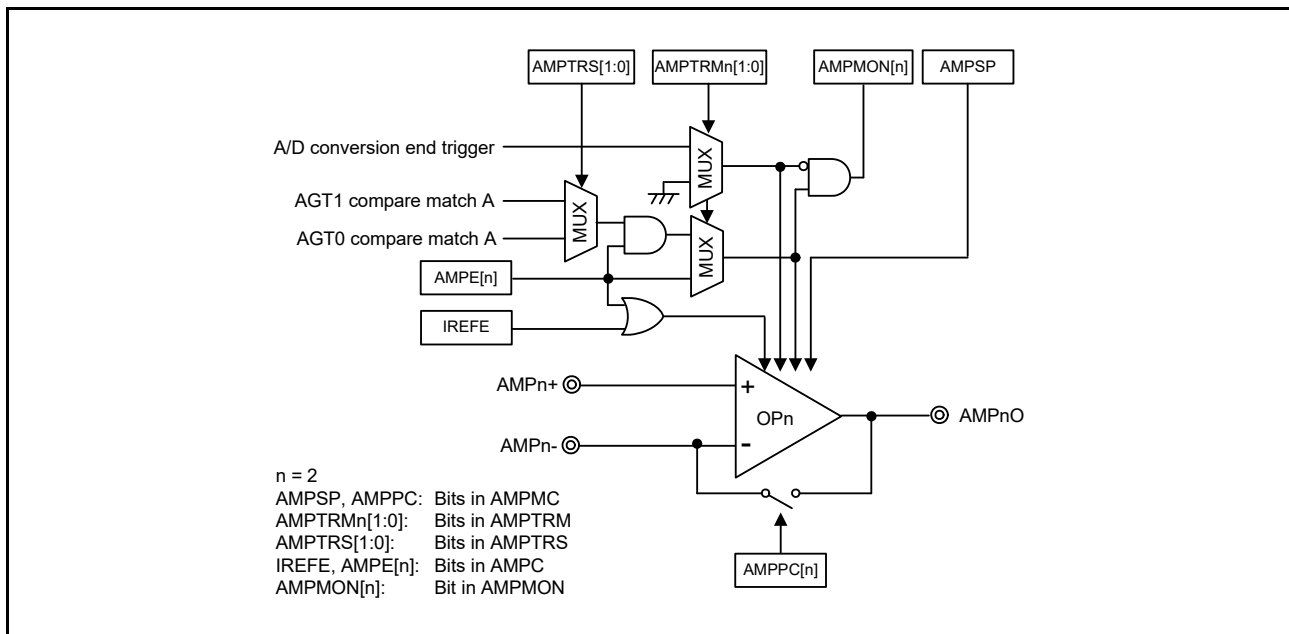 AMPTRS[1:0] AMPTRMn[1:0] AMPMON[n] AMPSP
A/D conversion end trigger
MUX
AGT1 compare match A
MUX
AGT0 compare match A
MUX
AMPE[n]
IREFE
AMPn+
+
OPn
AMPnO
AMPn-
-
n = 2
AMPSP, AMPPC: Bits in AMPMC
AMPTRMn[1:0]: Bits in AMPTRM
AMPTRS[1:0]: Bits in AMPTRS
IREFE, AMPE[n]: Bits in AMPC
AMPMON[n]: Bit in AMPMON
AMPPC[n]